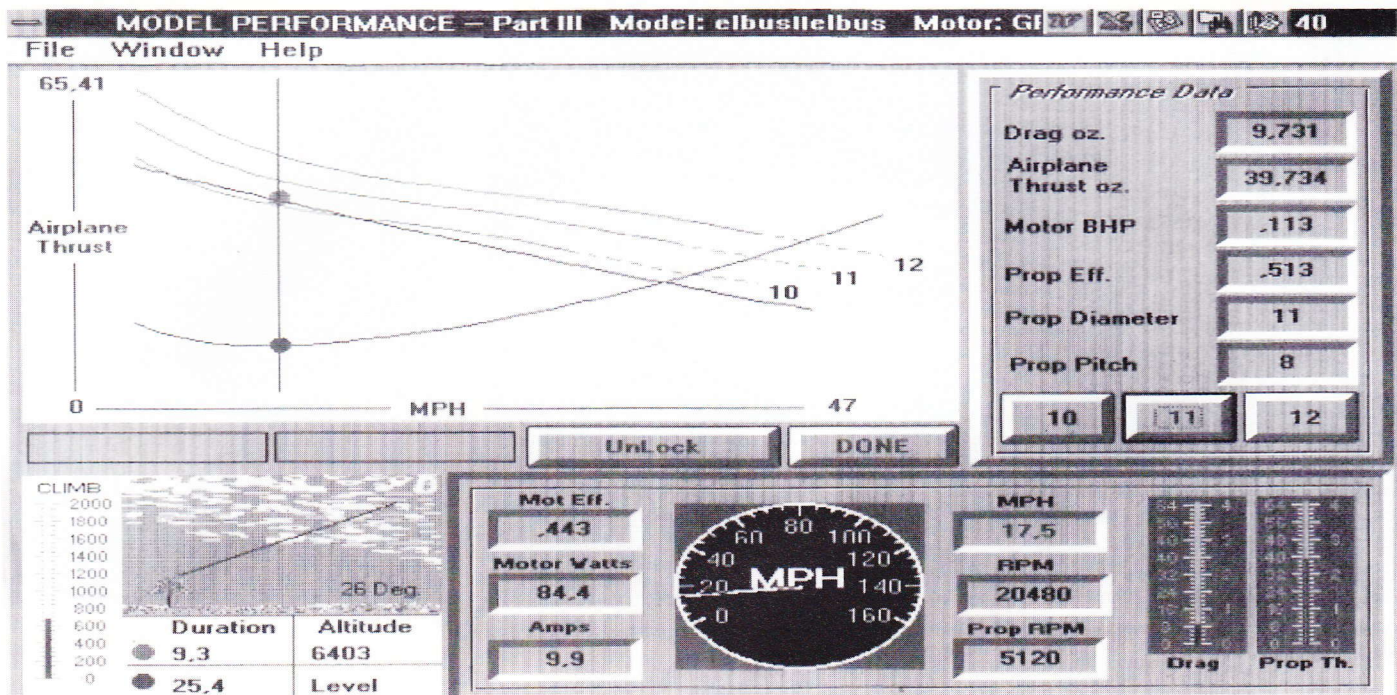 MODEL PERFORMANCE – Part III Model: elbusllelbus Motor: GF 40
File Window Help
65,41
Airplane
Thrust
10
11
12
0 MPH 47
UnLock DONE
Performance Data
Drag oz. 9,731
Airplane
Thrust oz. 39,734
Motor BHP ,113
Prop Eff. ,513
Prop Diameter 11
Prop Pitch 8
10 11 12
CLIMB
2000
1800
1600
1400
1200
1000
800
600
400
200
0
26 Deg.
Duration Altitude
9,3 6403
25,4 Level
Mot Eff.
,443
Motor Watts
84,4
Amps
9,9
0 20 40 60 80 100 120 140 160
MPH
MPH
17,5
RPM
20480
Prop RPM
5120
Drag Prop Th.